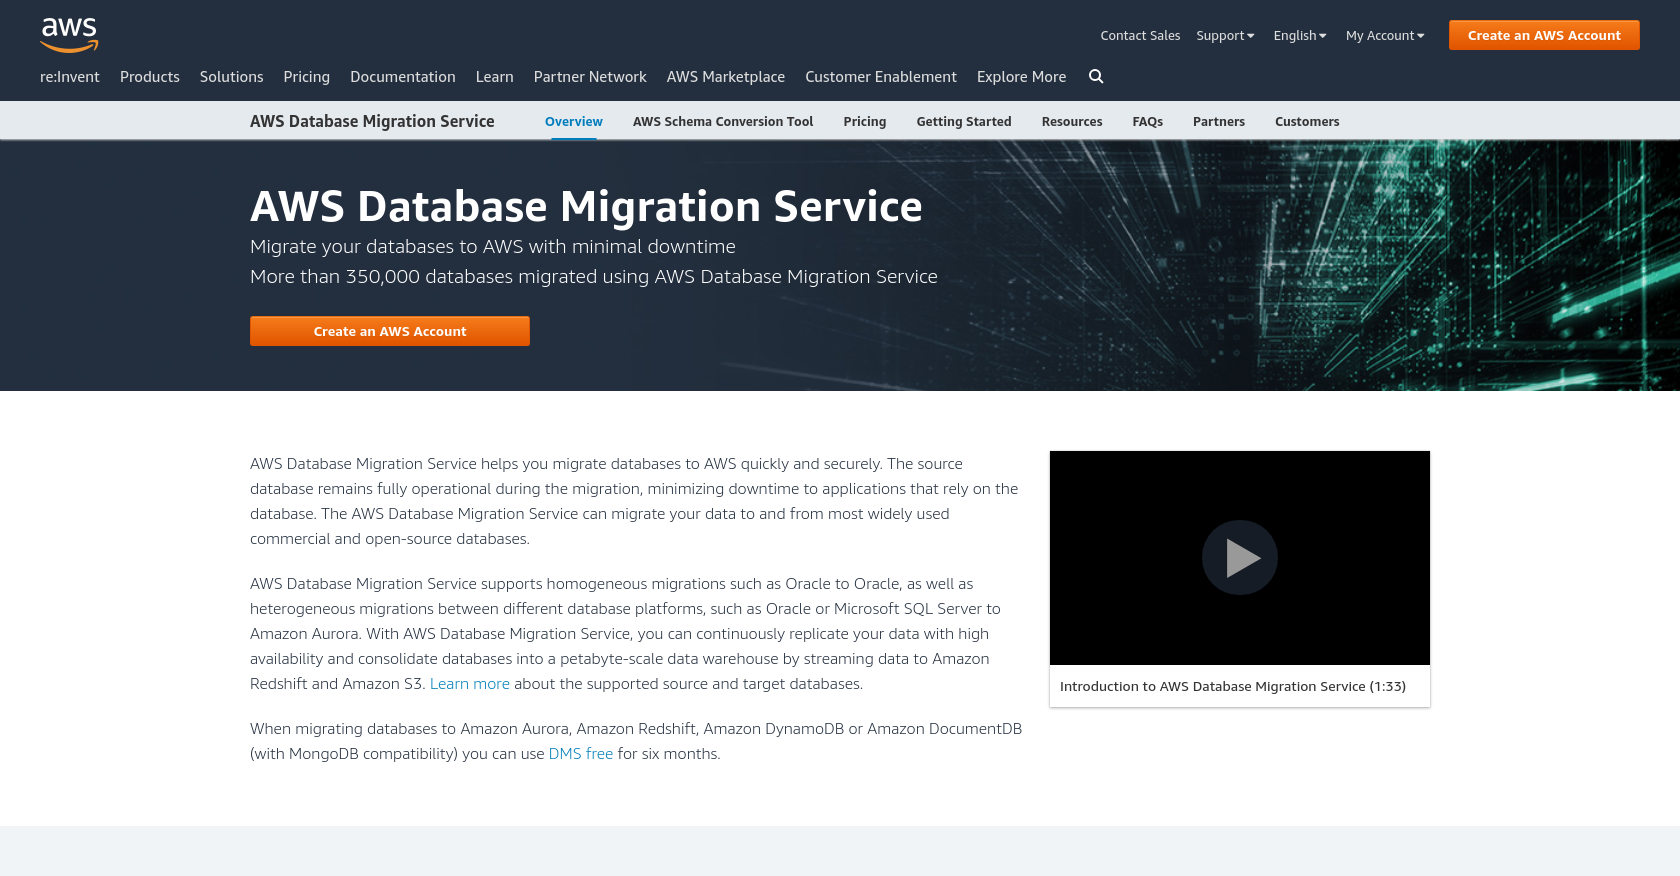 aws
Contact Sales Support English My Account Create an AWS Account
re:Invent Products Solutions Pricing Documentation Learn Partner Network AWS Marketplace Customer Enablement Explore More
AWS Database Migration Service Overview AWS Schema Conversion Tool Pricing Getting Started Resources FAQs Partners Customers
AWS Database Migration Service
Migrate your databases to AWS with minimal downtime
More than 350,000 databases migrated using AWS Database Migration Service
Create an AWS Account
AWS Database Migration Service helps you migrate databases to AWS quickly and securely. The source
database remains fully operational during the migration, minimizing downtime to applications that rely on the
database. The AWS Database Migration Service can migrate your data to and from most widely used
commercial and open-source databases.
AWS Database Migration Service supports homogeneous migrations such as Oracle to Oracle, as well as
heterogeneous migrations between different database platforms, such as Oracle or Microsoft SQL Server to
Amazon Aurora. With AWS Database Migration Service, you can continuously replicate your data with high
availability and consolidate databases into a petabyte-scale data warehouse by streaming data to Amazon
Redshift and Amazon S3. Learn more about the supported source and target databases.
When migrating databases to Amazon Aurora, Amazon Redshift, Amazon DynamoDB or Amazon DocumentDB
(with MongoDB compatibility) you can use DMS free for six months.
Introduction to AWS Database Migration Service (1:33)